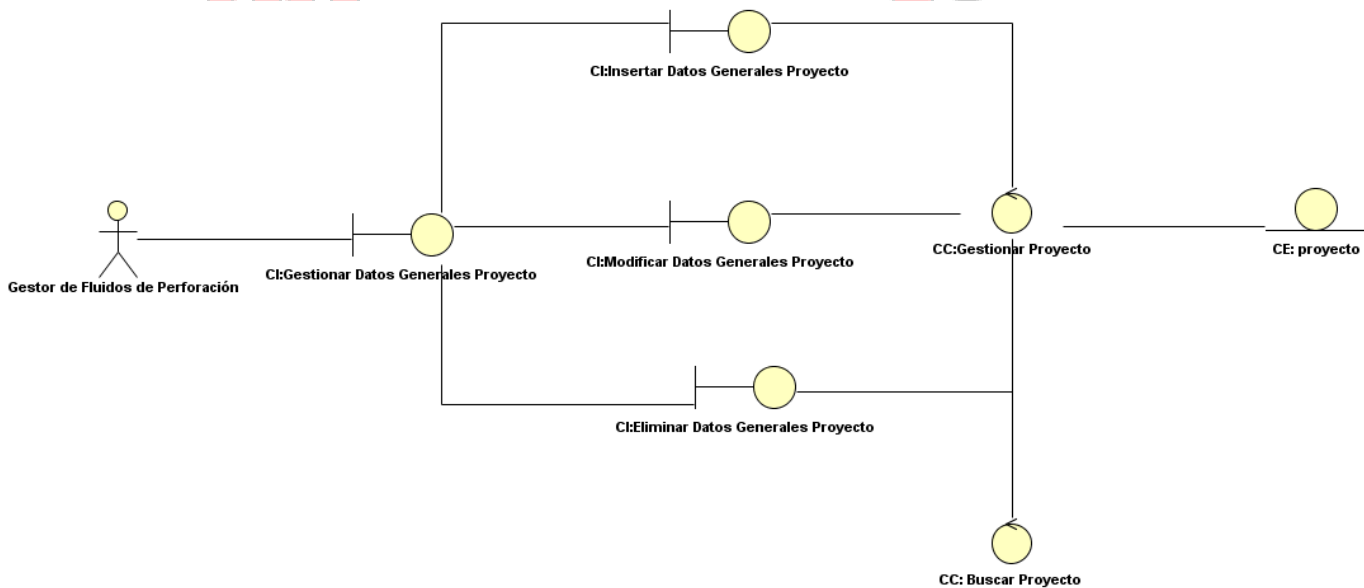 CI:Insertar Datos Generales Proyecto
Gestor de Fluidos de Perforación
CI:Gestionar Datos Generales Proyecto
CI:Modificar Datos Generales Proyecto
CC:Gestionar Proyecto
CE: proyecto
CI:Eliminar Datos Generales Proyecto
CC: Buscar Proyecto